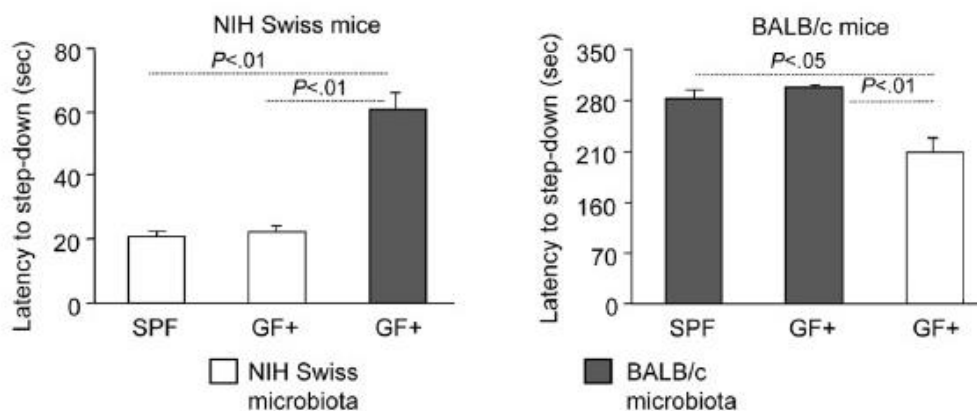 NIH Swiss mice
Latency to step-down (sec)
80
60
40
20
0
P<.01
P<.01
SPF GF+ GF+
BALB/c mice
Latency to step-down (sec)
350
280
210
160
70
0
P<.05
P<.01
SPF GF+ GF+
NIH Swiss
microbiota
BALB/c
microbiota